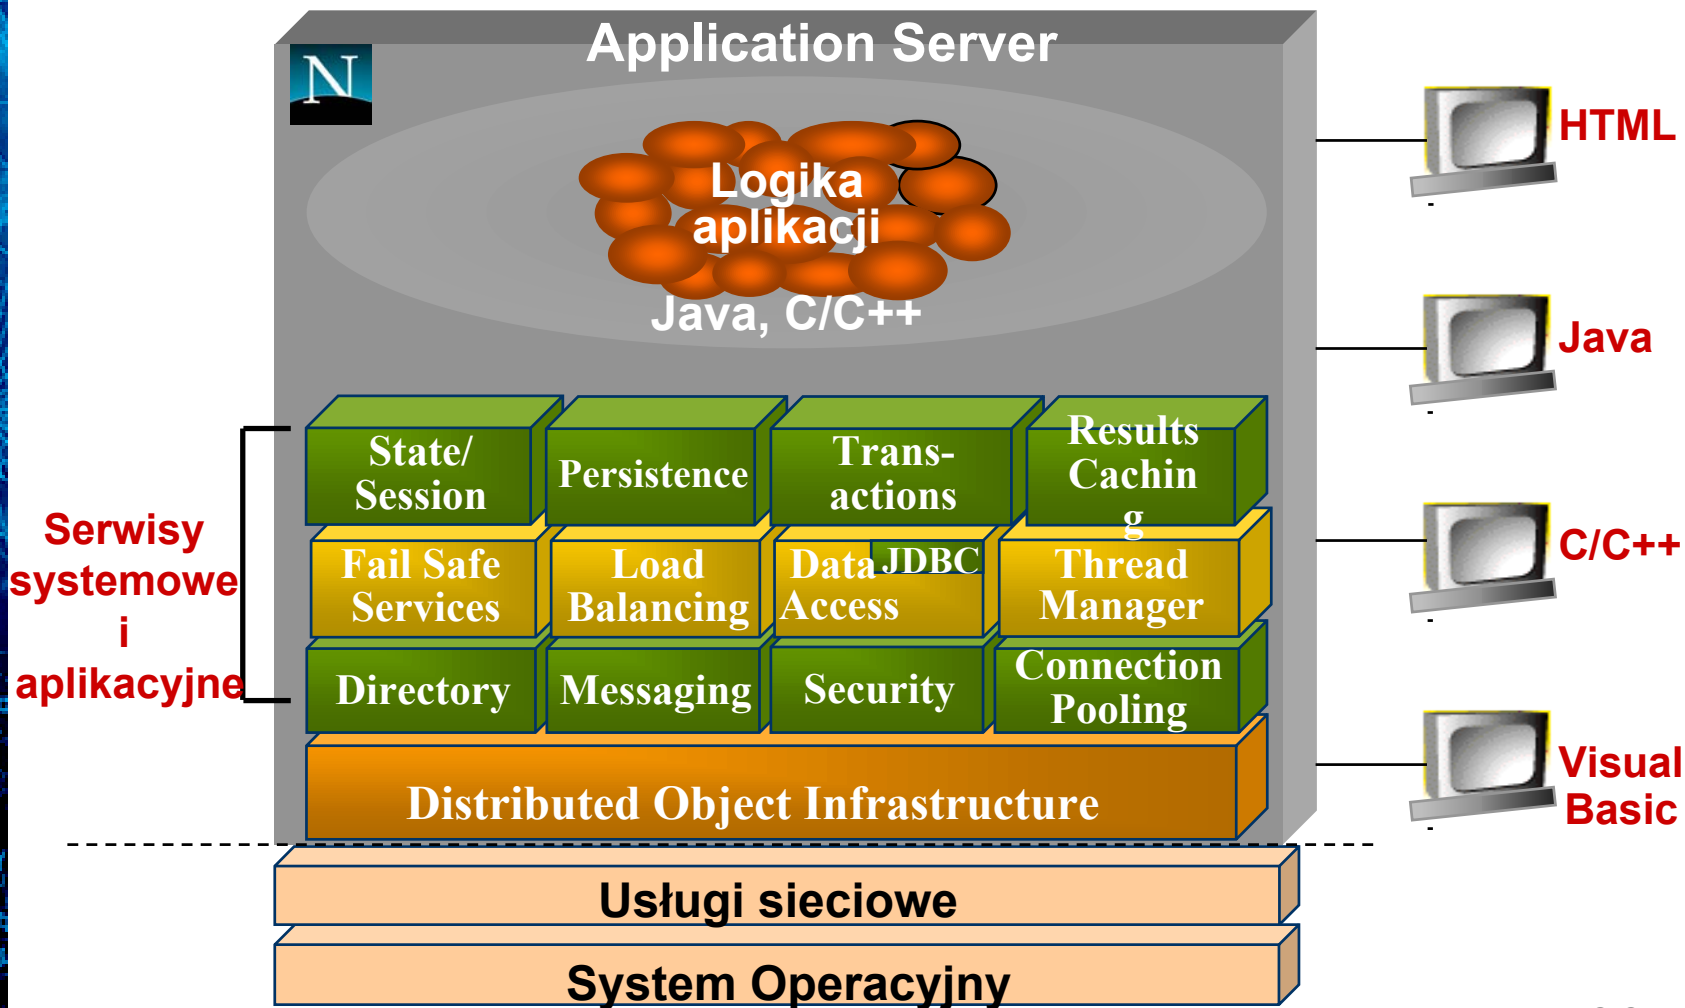 Application Server
N
Logika
aplikacji
Java, C/C++
HTML
Java
C/C++
Visual
Basic
Serwisy
systemowe
i
aplikacyjne
State/
Session
Persistence
Trans-
actions
Results
Cachin
g
Fail Safe
Services
Load
Balancing
Data
Access
JDBC
Thread
Manager
Directory
Messaging
Security
Connection
Pooling
Distributed Object Infrastructure
Usługi sieciowe
System Operacyjny